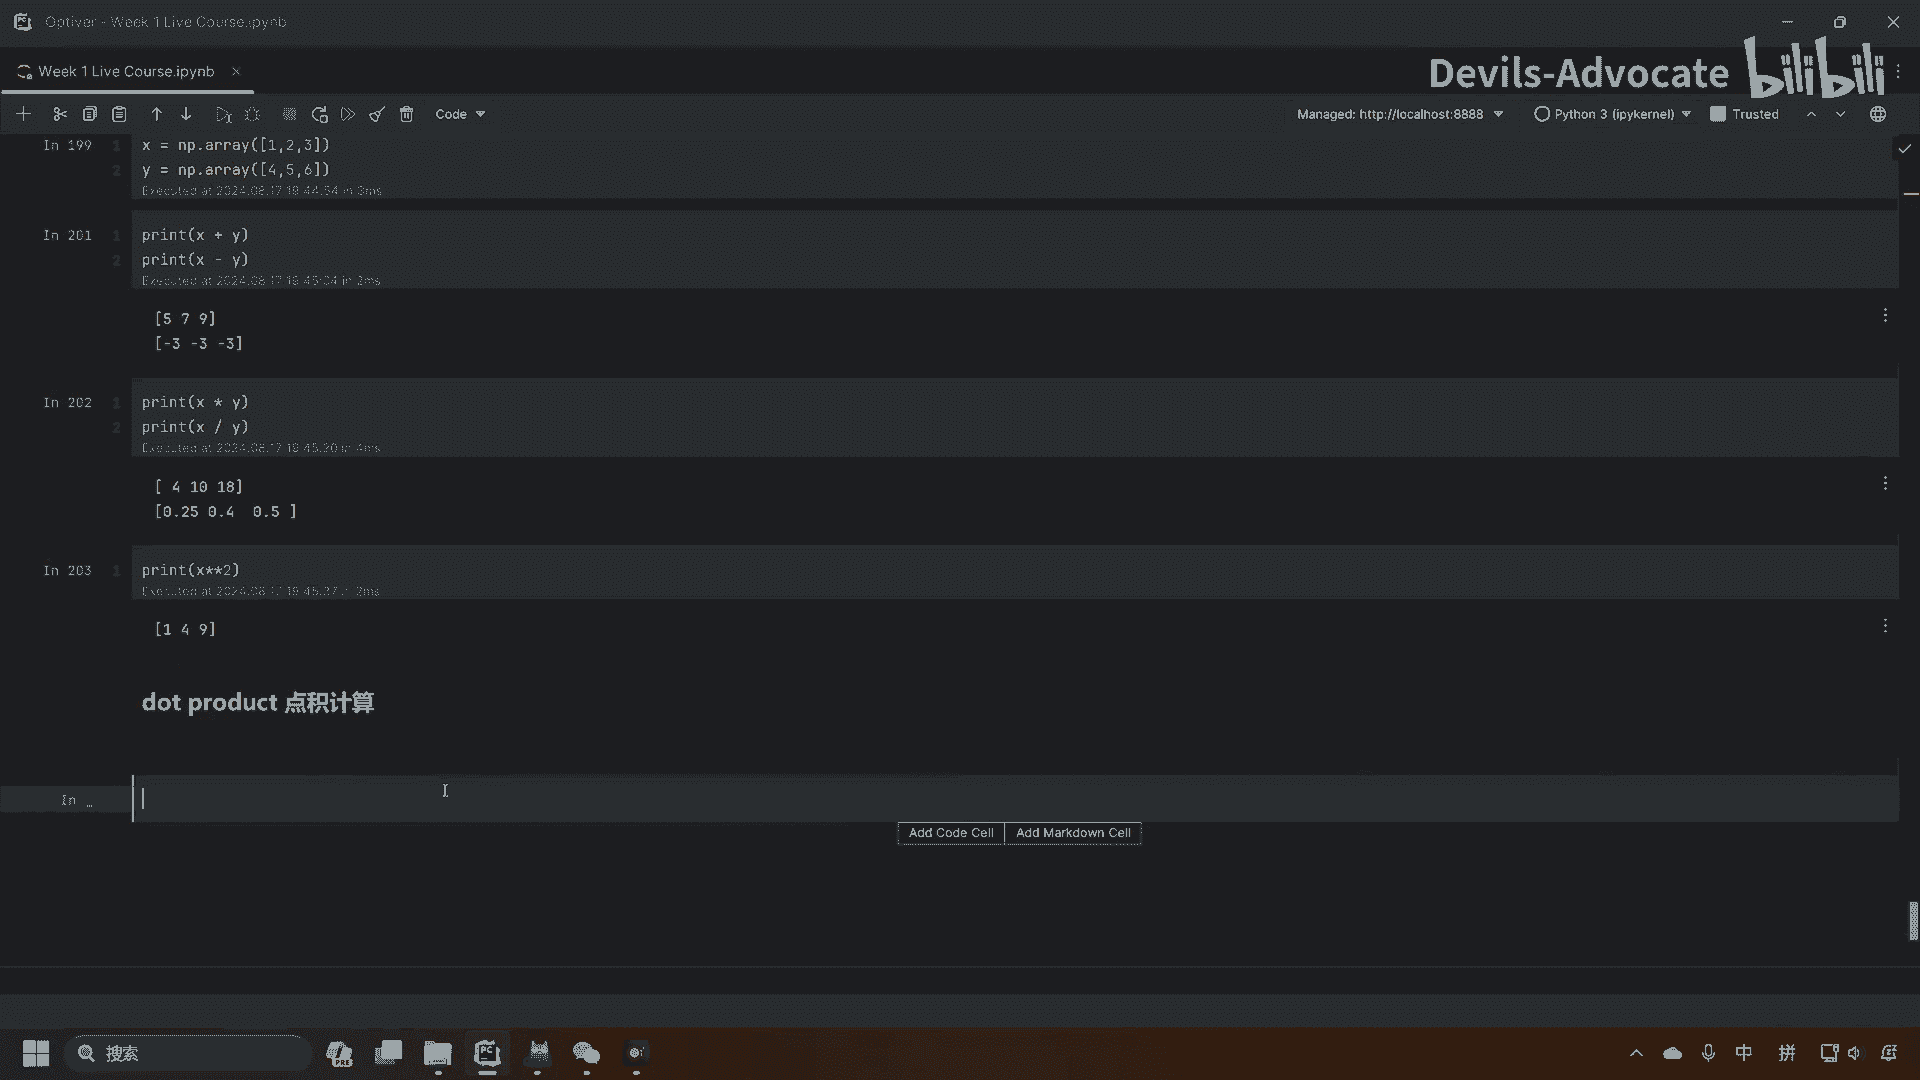 Optiver - Week 1 Live Course.ipynb
Week 1 Live Course.ipynb
Devils-Advocate bilibili
Code
Managed: http://localhost:8888
Python 3 (ipykernel)
Trusted
In 199
1 x = np.array([1,2,3])
2 y = np.array([4,5,6])
Executed at 2024.08.17 19:44:54 in 3ms
In 201
1 print(x + y)
2 print(x - y)
Executed at 2024.08.17 19:45:04 in 2ms
[5 7 9]
[-3 -3 -3]
In 202
1 print(x * y)
2 print(x / y)
Executed at 2024.08.17 19:45:20 in 4ms
[ 4 10 18]
[0.25 0.4  0.5 ]
In 203
1 print(x**2)
Executed at 2024.08.17 19:45:37 in 2ms
[1 4 9]
dot product 点积计算
In _
Add Code Cell
Add Markdown Cell
搜索
PRE
PC
中
拼